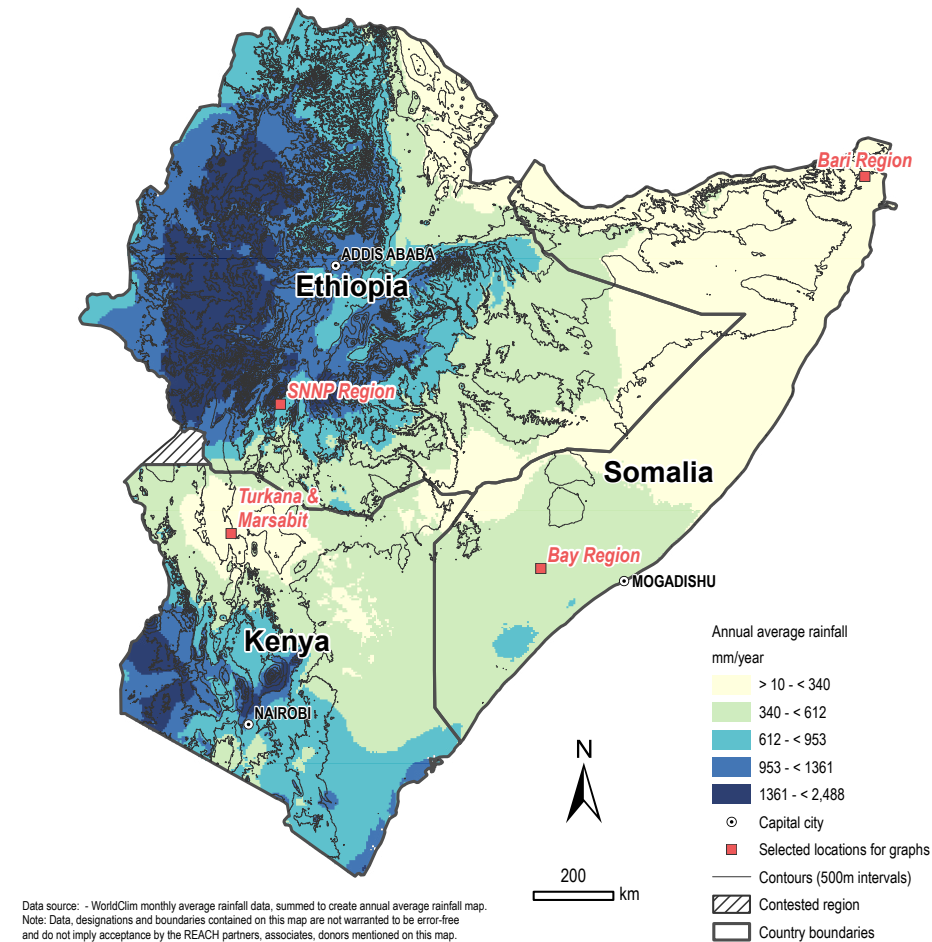 Bari Region
ADDIS ABABA
Ethiopia
SNNP Region
Somalia
Turkana &
Marsabit
Bay Region
MOGADISHU
Kenya
NAIROBI
N
200
km
Annual average rainfall
mm/year
> 10 - < 340
340 - < 612
612 - < 953
953 - < 1361
1361 - < 2,488
Capital city
Selected locations for graphs
Contours (500m intervals)
Contested region
Country boundaries
Data source: - WorldClim monthly average rainfall data, summed to create annual average rainfall map.
Note: Data, designations and boundaries contained on this map are not warranted to be error-free
and do not imply acceptance by the REACH partners, associates, donors mentioned on this map.